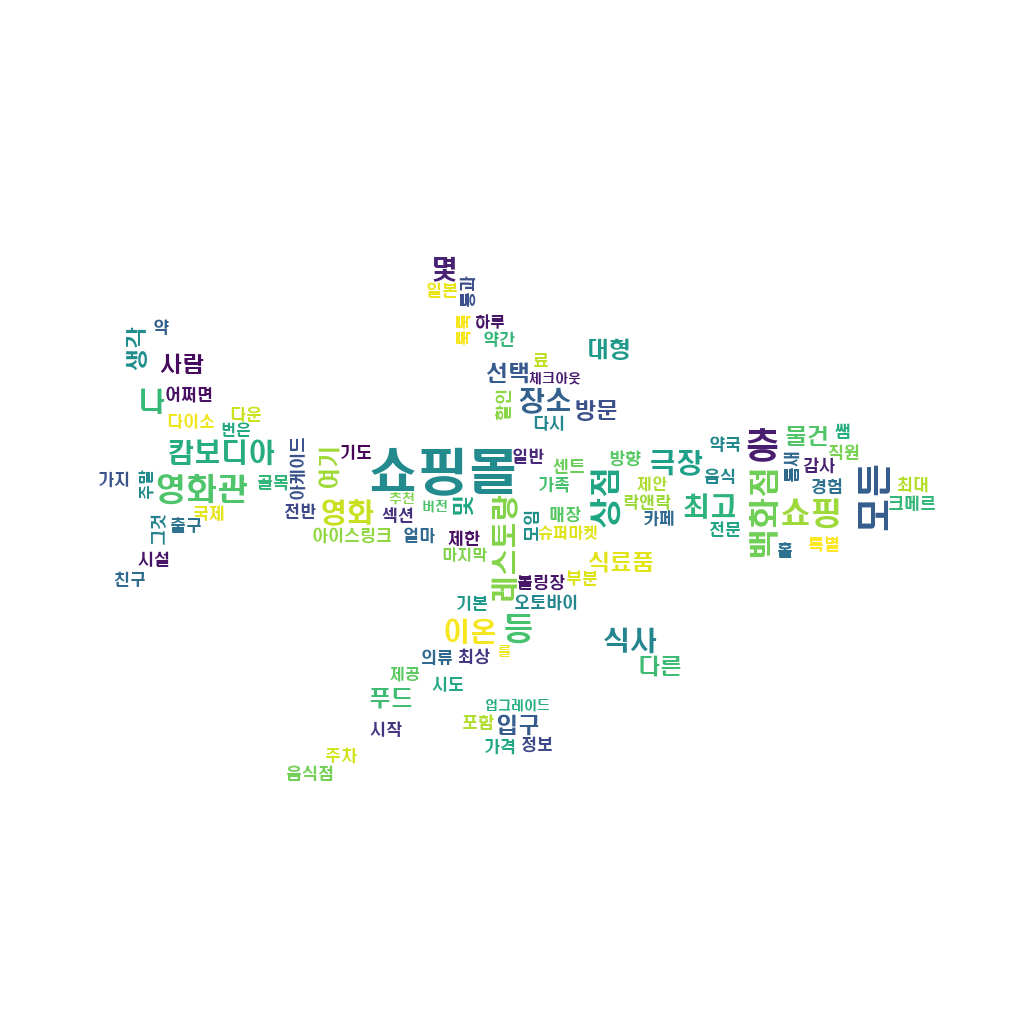 몇
일본
통과
똑똑
하루
약
생각
약간
대형
사람
료
선택
체크아웃
나
어쩌면
할인
장소
방문
다이소
다운
번은
다시
층
물건
쌤
캄보디아
아케이드
여기
기도
쇼핑몰
일반
센트
방향
극장
약국
틈새
감사
직원
가지
주말
영화관
골목
가족
제안
음식
경험
최대
국제
전반
영화
추천
섹션
버전
및
레스토랑
모임
매장
상점
락앤락
카페
최고
전문
백화점
쇼핑
모든
크메르
그것
출구
아이스링크
얼마
제한
슈퍼마켓
홀
특별
시설
마지막
식료품
친구
볼링장
부분
기본
오토바이
이온
등
식사
의류
최상
를
다른
제공
시도
푸드
업그레이드
시작
포함
입구
주차
가격
정보
음식점